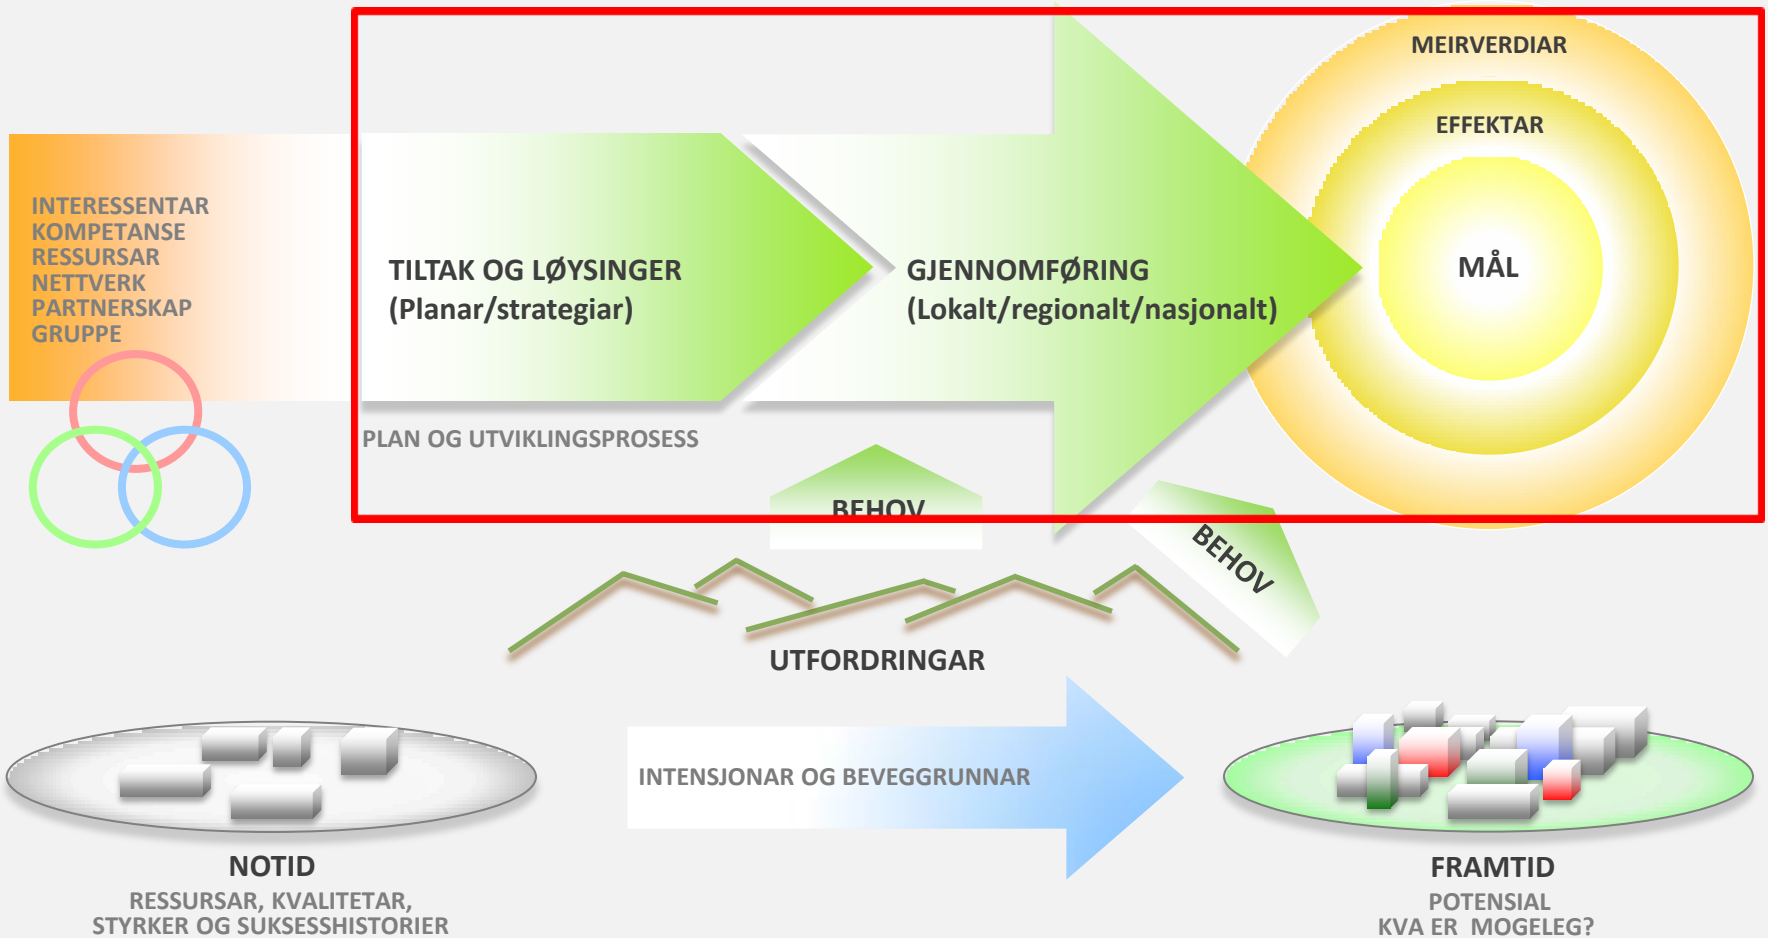 MEIRVERDIAR
EFFEKTAR
MÅL
INTERESSENTAR
KOMPETANSE
RESSURSAR
NETTVERK
PARTNERSKAP
GRUPPE
TILTAK OG LØYSINGER
(Planar/strategiar)
GJENNOMFØRING
(Lokalt/regionalt/nasjonalt)
PLAN OG UTVIKLINGSPROSESS
BEHOV
BEHOV
UTFORDRINGAR
INTENSJONAR OG BEVEGGRUNNAR
NOTID
RESSURSAR, KVALITETAR,
STYRKER OG SUKSESSHISTORIER
FRAMTID
POTENSIAL
KVA ER MOGELEG?